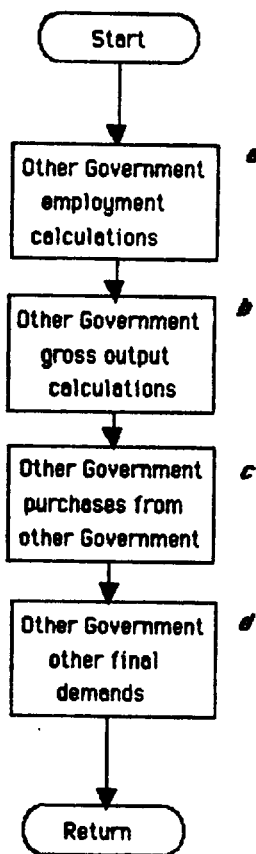 Start
a
Other Government
employment
calculations
b
Other Government
gross output
calculations
c
Other Government
purchases from
other Government
d
Other Government
other final
demands
Return